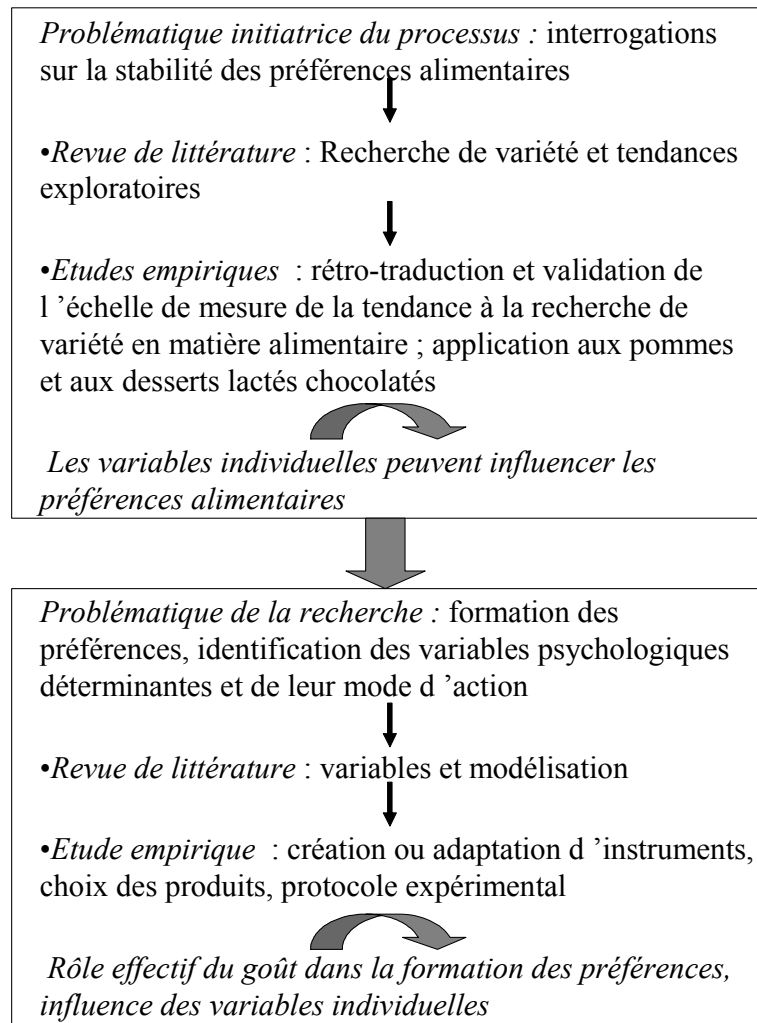 Problématique initiatrice du processus : interrogations
sur la stabilité des préférences alimentaires
•Revue de littérature : Recherche de variété et tendances
exploratoires
•Etudes empiriques : rétro-traduction et validation de
l ’échelle de mesure de la tendance à la recherche de
variété en matière alimentaire ; application aux pommes
et aux desserts lactés chocolatés
Les variables individuelles peuvent influencer les
préférences alimentaires
Problématique de la recherche : formation des
préférences, identification des variables psychologiques
déterminantes et de leur mode d ’action
•Revue de littérature : variables et modélisation
•Etude empirique : création ou adaptation d ’instruments,
choix des produits, protocole expérimental
Rôle effectif du goût dans la formation des préférences,
influence des variables individuelles